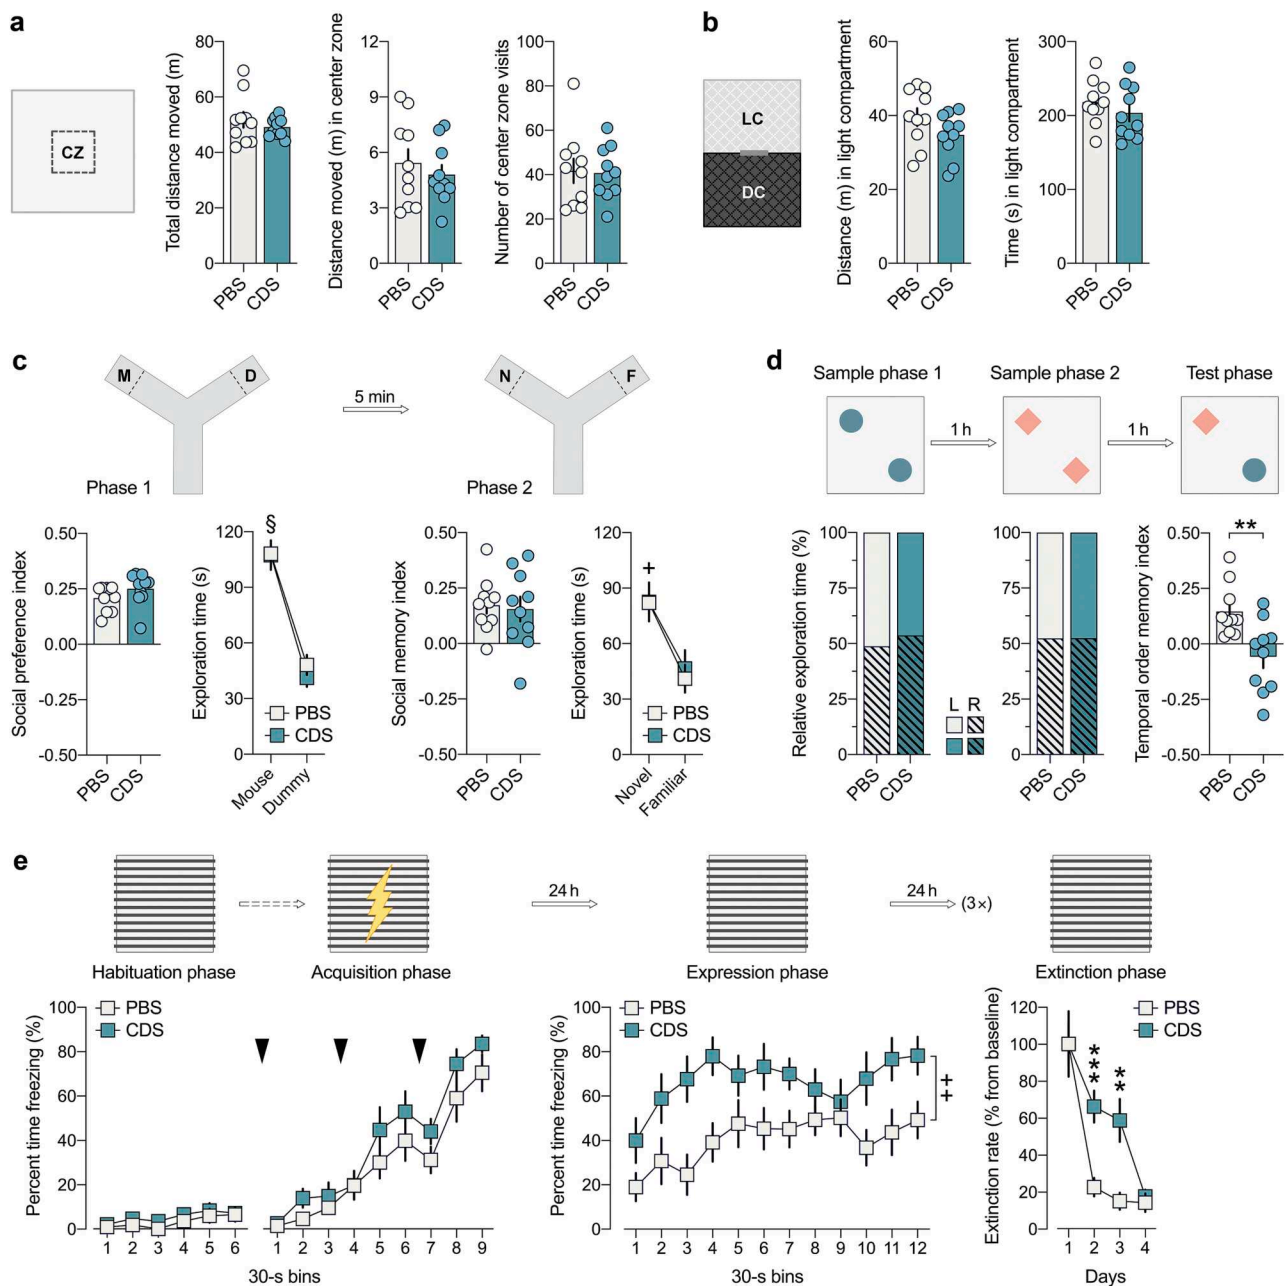 a
CZ
Total distance moved (m)
80
60
40
20
0
PBS
CDS
Distance moved (m) in center zone
12
9
6
3
0
PBS
CDS
Number of center zone visits
100
80
60
40
20
0
PBS
CDS
b
LC
DC
Distance (m) in light compartment
60
40
20
0
PBS
CDS
Time (s) in light compartment
300
200
100
0
PBS
CDS
c
M
D
5 min
N
F
Phase 1
Phase 2
Social preference index
0.50
0.25
0.00
-0.25
-0.50
PBS
CDS
Exploration time (s)
120
90
60
30
0
§
PBS
CDS
Mouse
Dummy
Social memory index
0.50
0.25
0.00
-0.25
-0.50
PBS
CDS
Exploration time (s)
120
90
60
30
0
+
PBS
CDS
Novel
Familiar
d
Sample phase 1
Sample phase 2
Test phase
1 h
1 h
Relative exploration time (%)
100
75
50
25
0
PBS
CDS
L R
100
75
50
25
0
PBS
CDS
Temporal order memory index
0.50
0.25
0.00
-0.25
-0.50
**
PBS
CDS
e
24 h
24 h
(3×)
Habituation phase
Acquisition phase
Expression phase
Extinction phase
Percent time freezing (%)
100
80
60
40
20
0
PBS
CDS
1 2 3 4 5 6
1 2 3 4 5 6 7 8 9
30-s bins
Percent time freezing (%)
100
80
60
40
20
0
PBS
CDS
++
1 2 3 4 5 6 7 8 9 10 11 12
30-s bins
Extinction rate (% from baseline)
120
100
80
60
40
20
0
PBS
CDS
***
**
1 2 3 4
Days